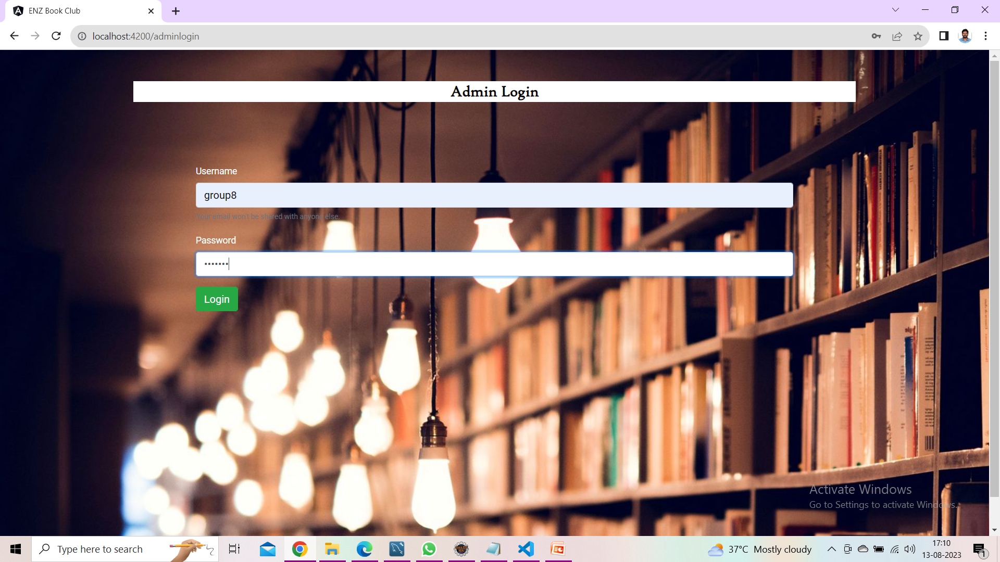 ENZ Book Club
localhost:4200/adminlogin
Admin Login
Username
group8
Your email won't be shared with anyone else.
Password
•••••••
Login
Activate Windows
Go to Settings to activate Windows.
Type here to search
37°C Mostly cloudy
17:10
13-08-2023
1